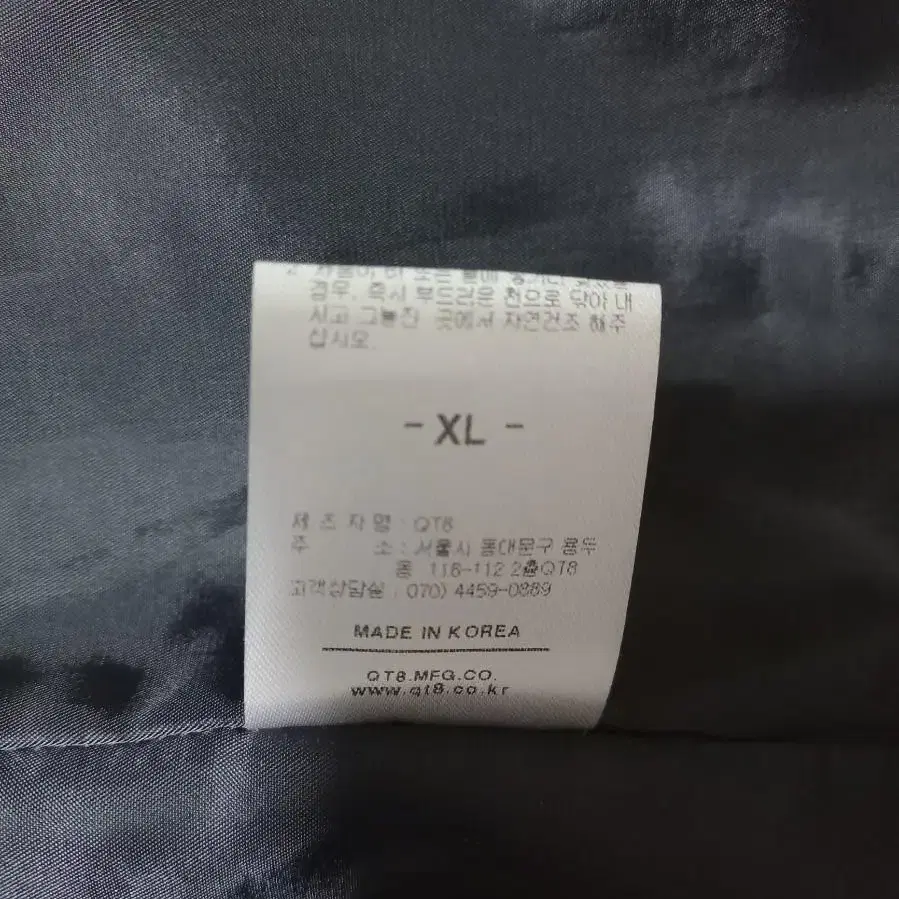 경우, 즉시 부드러운 천으로 닦아 내
시고 그늘진 곳에서 자연건조 해주
십시오.
- XL -
제 조 자 명 : QT8
주 소 : 서울시 동대문구 용두
동 116-112 2층QT8
고객상담실 : 070) 4459-0889
MADE IN KOREA
QT8.MFG.CO.
www.qt8.co.kr